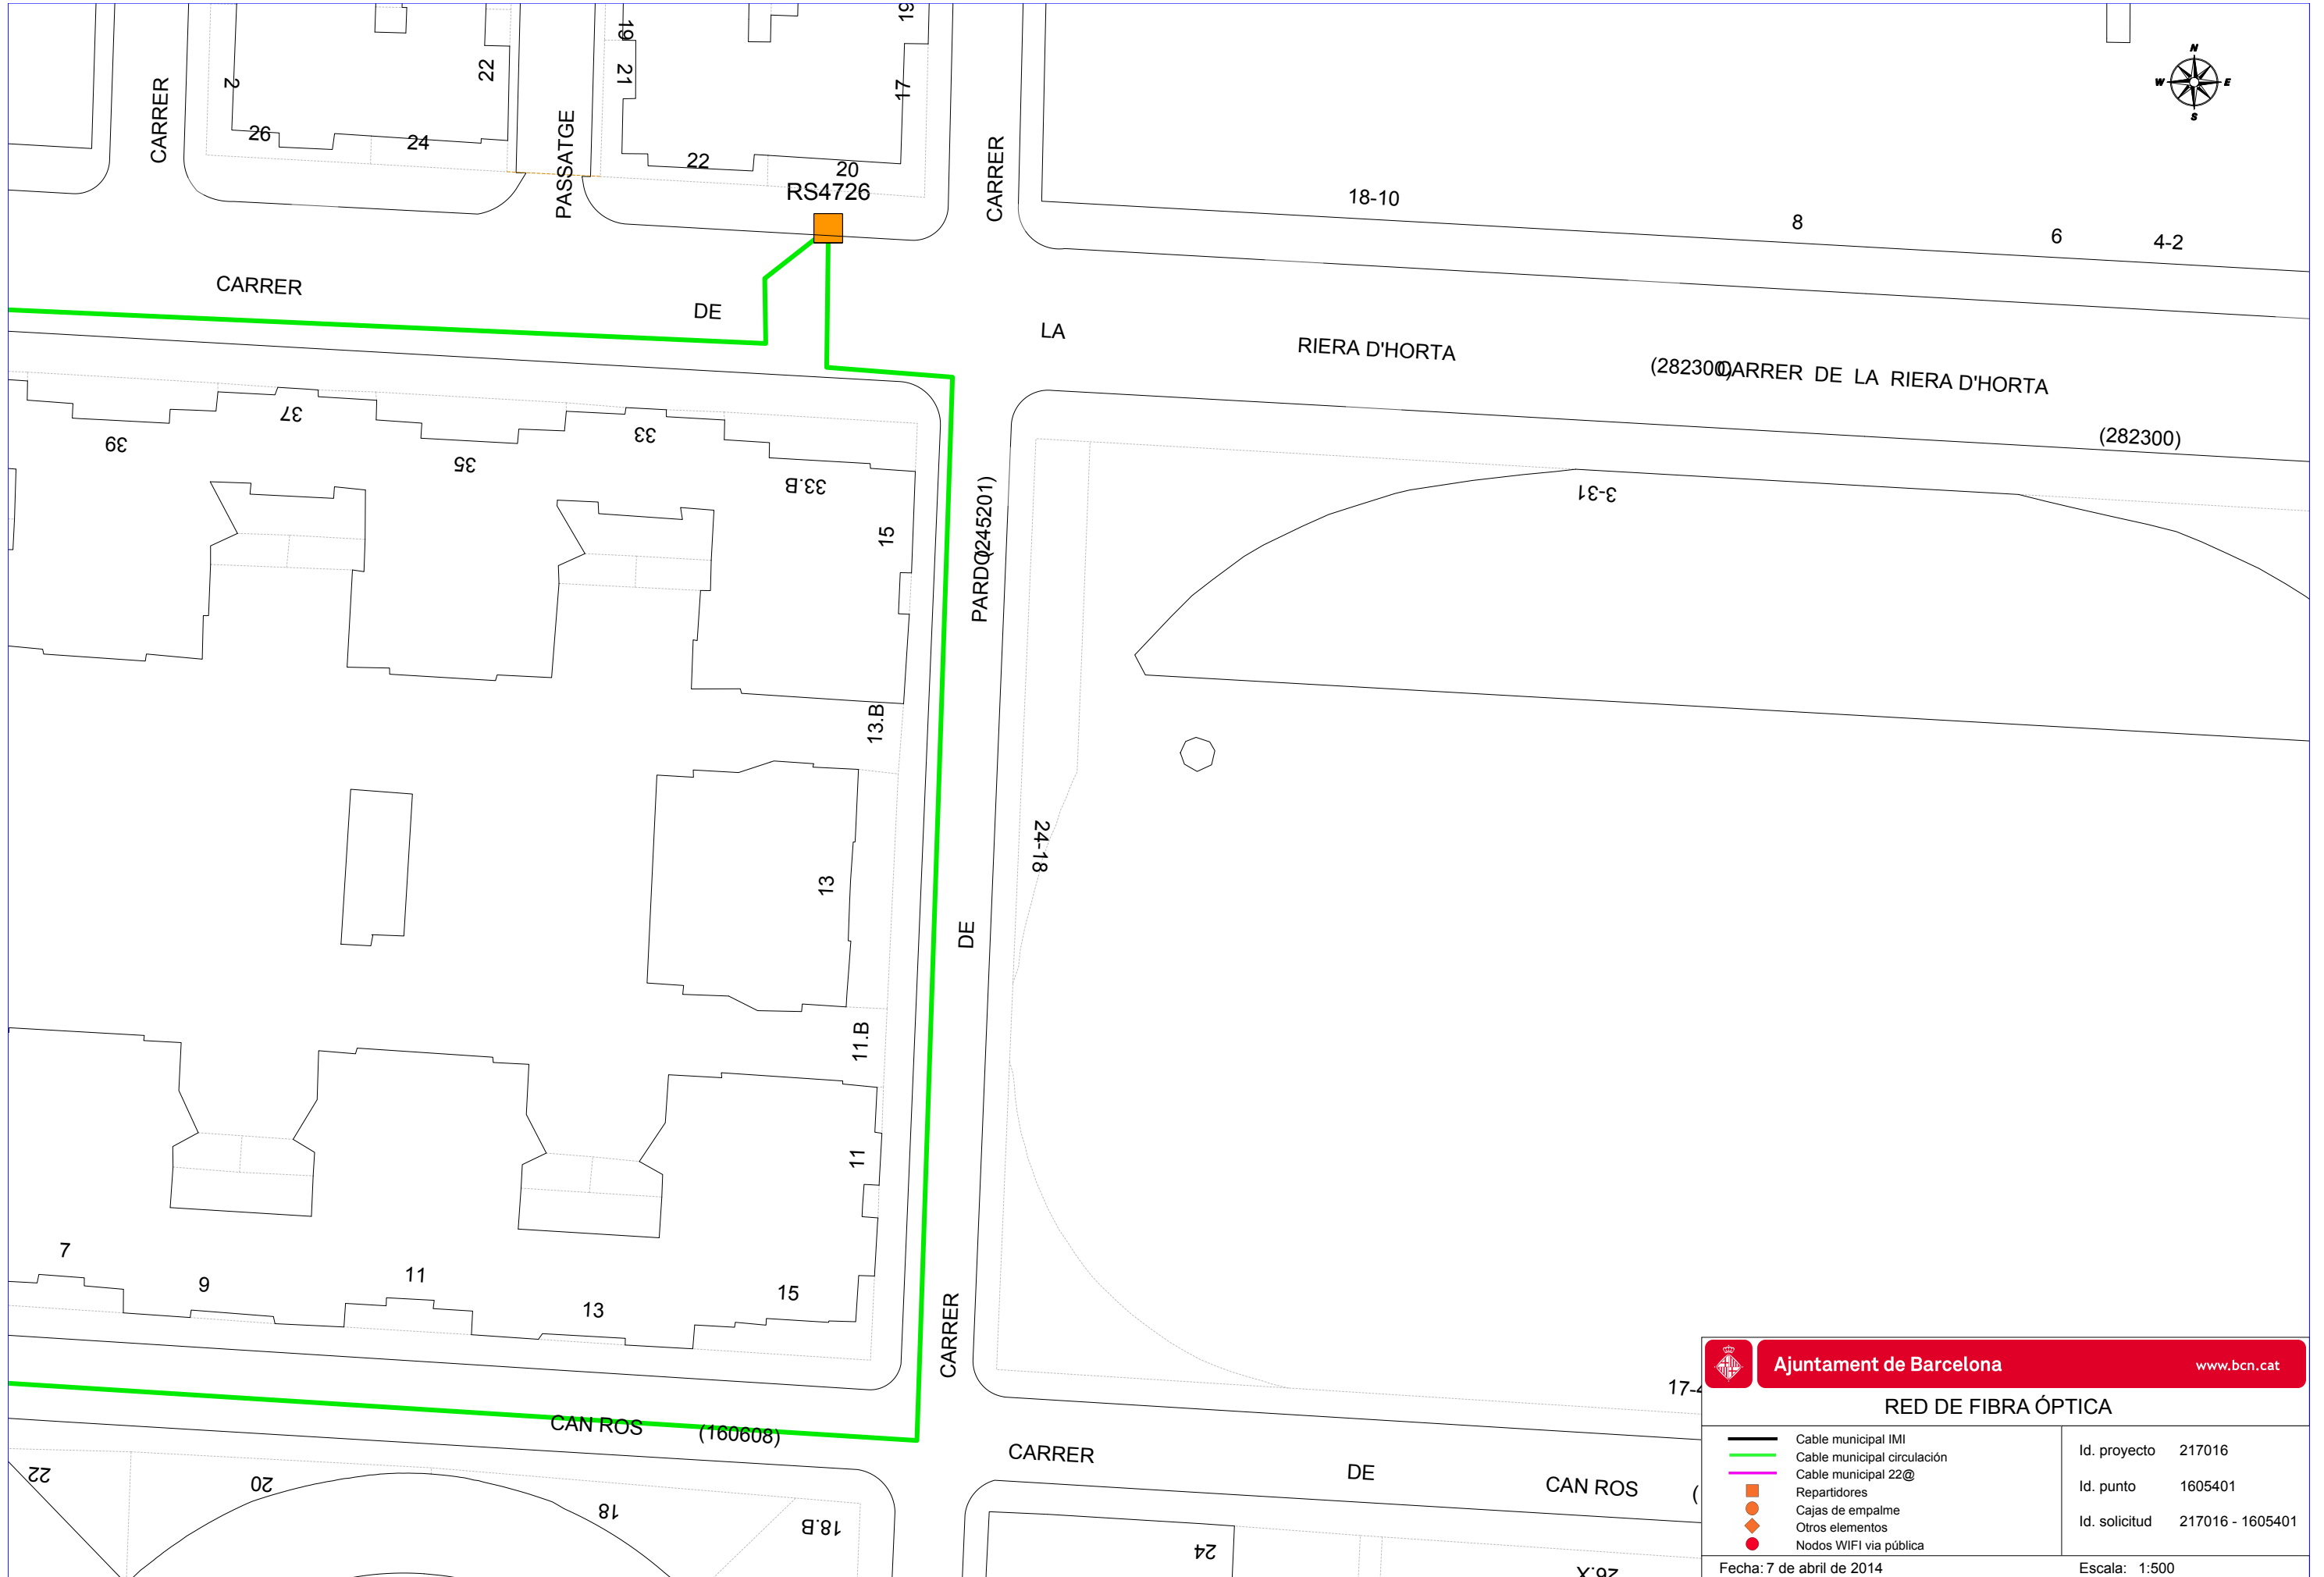 19
19
N
W E
S
CARRER
2
22
21
17
26
24
PASSATGE
22
20
RS4726
CARRER
18-10
8
6
4-2
CARRER
DE
LA
RIERA D'HORTA
(282300)
CARRER DE LA RIERA D'HORTA
(282300)
39
37
35
33
33.B
15
PARDO
(245201)
3-31
13.B
13
24-18
DE
11.B
11
7
9
11
13
15
CARRER
17-4
CAN ROS
(160608)
CARRER
DE
CAN ROS
(
22
20
18
18.B
24
26.X
Ajuntament de Barcelona
www.bcn.cat
RED DE FIBRA ÓPTICA
Cable municipal IMI
Cable municipal circulación
Cable municipal 22@
Repartidores
Cajas de empalme
Otros elementos
Nodos WIFI via pública
Id. proyecto 217016
Id. punto 1605401
Id. solicitud 217016 - 1605401
Fecha: 7 de abril de 2014
Escala: 1:500